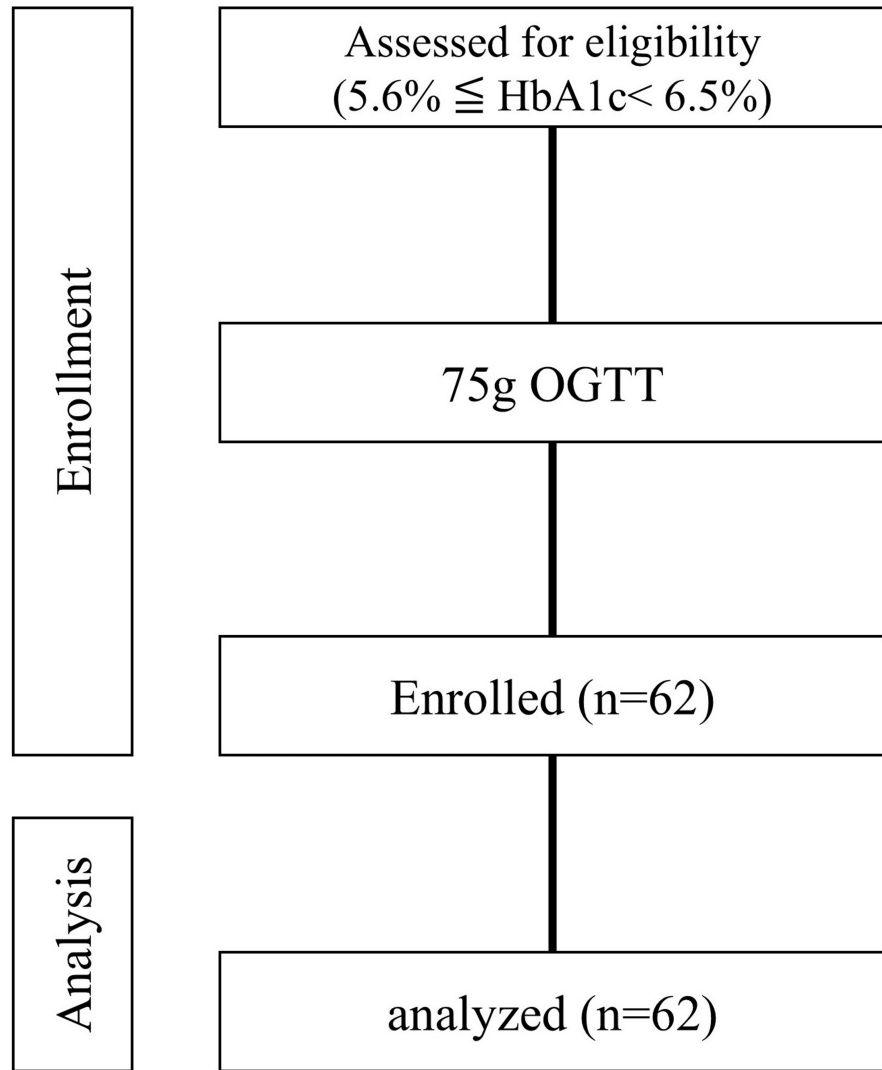 Enrollment
Assessed for eligibility
(5.6% ≦ HbA1c< 6.5%)
75g OGTT
Enrolled (n=62)
Analysis
analyzed (n=62)